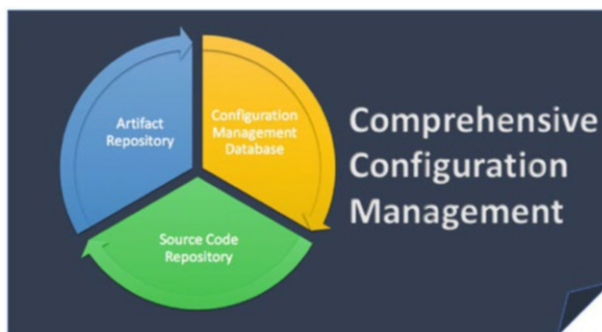 Artifact
Repository
Configuration
Management
Database
Source Code
Repository
Comprehensive
Configuration
Management